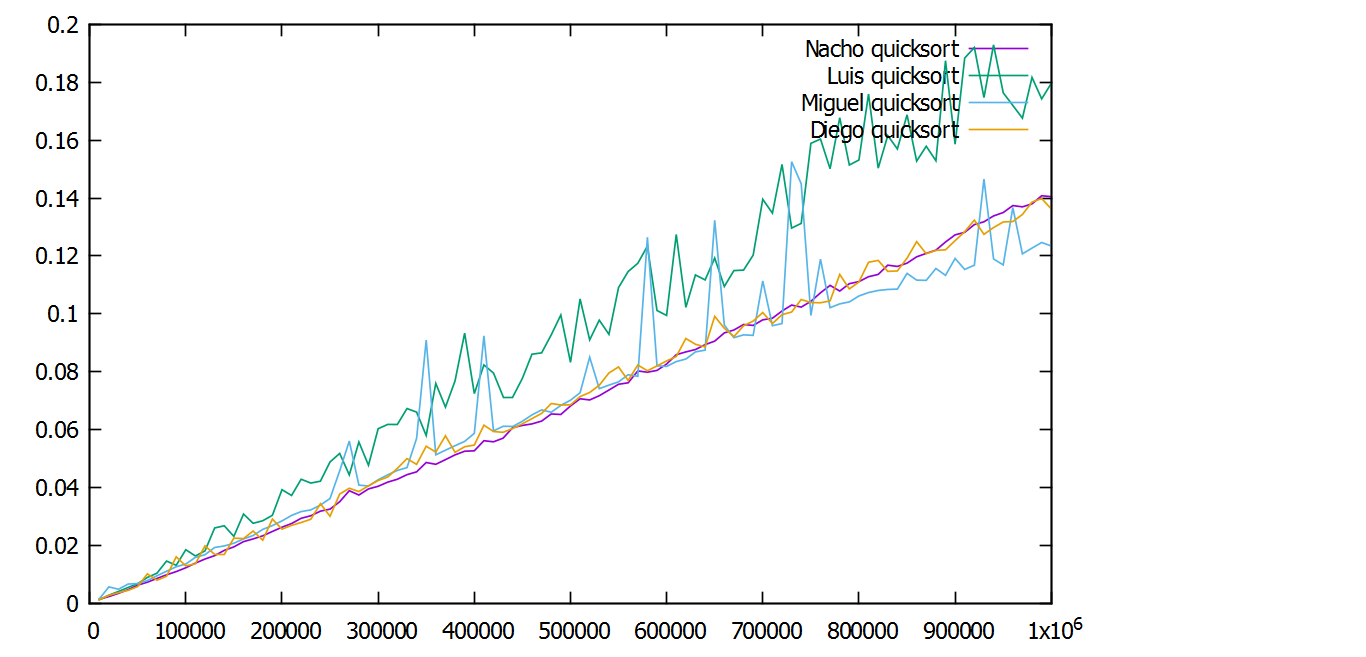 0.2
0.18
0.16
0.14
0.12
0.1
0.08
0.06
0.04
0.02
0
Nacho quicksort
Luis quicksort
Miguel quicksort
Diego quicksort
0 100000 200000 300000 400000 500000 600000 700000 800000 900000 1x10⁶